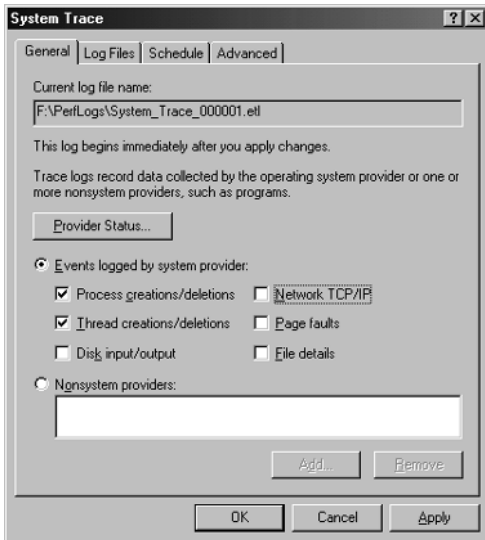 System Trace
General Log Files Schedule Advanced
Current log file name:
F:\PerfLogs\System_Trace_000001.etl
This log begins immediately after you apply changes.
Trace logs record data collected by the operating system provider or one or
more nonsystem providers, such as programs.
Provider Status...
Events logged by system provider:
Process creations/deletions Network TCP/IP
Thread creations/deletions Page faults
Disk input/output File details
Nonsystem providers:
Add... Remove
OK Cancel Apply